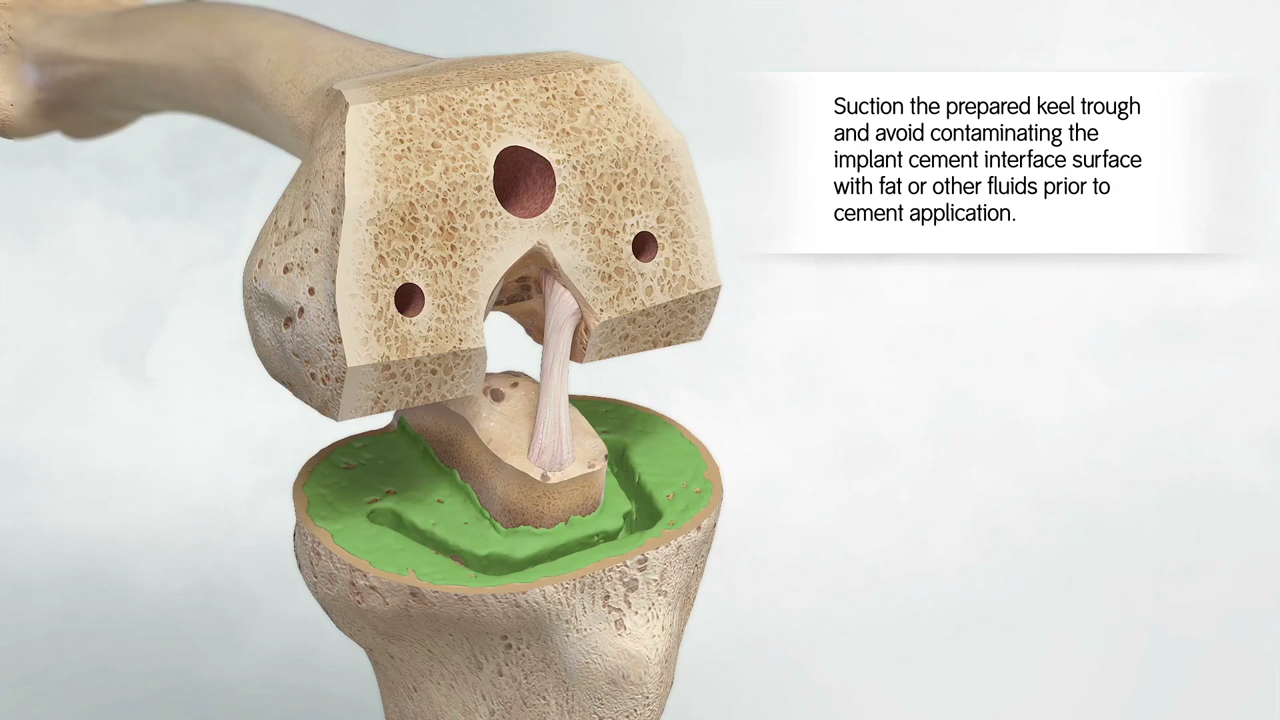 Suction the prepared keel trough
and avoid contaminating the
implant cement interface surface
with fat or other fluids prior to
cement application.